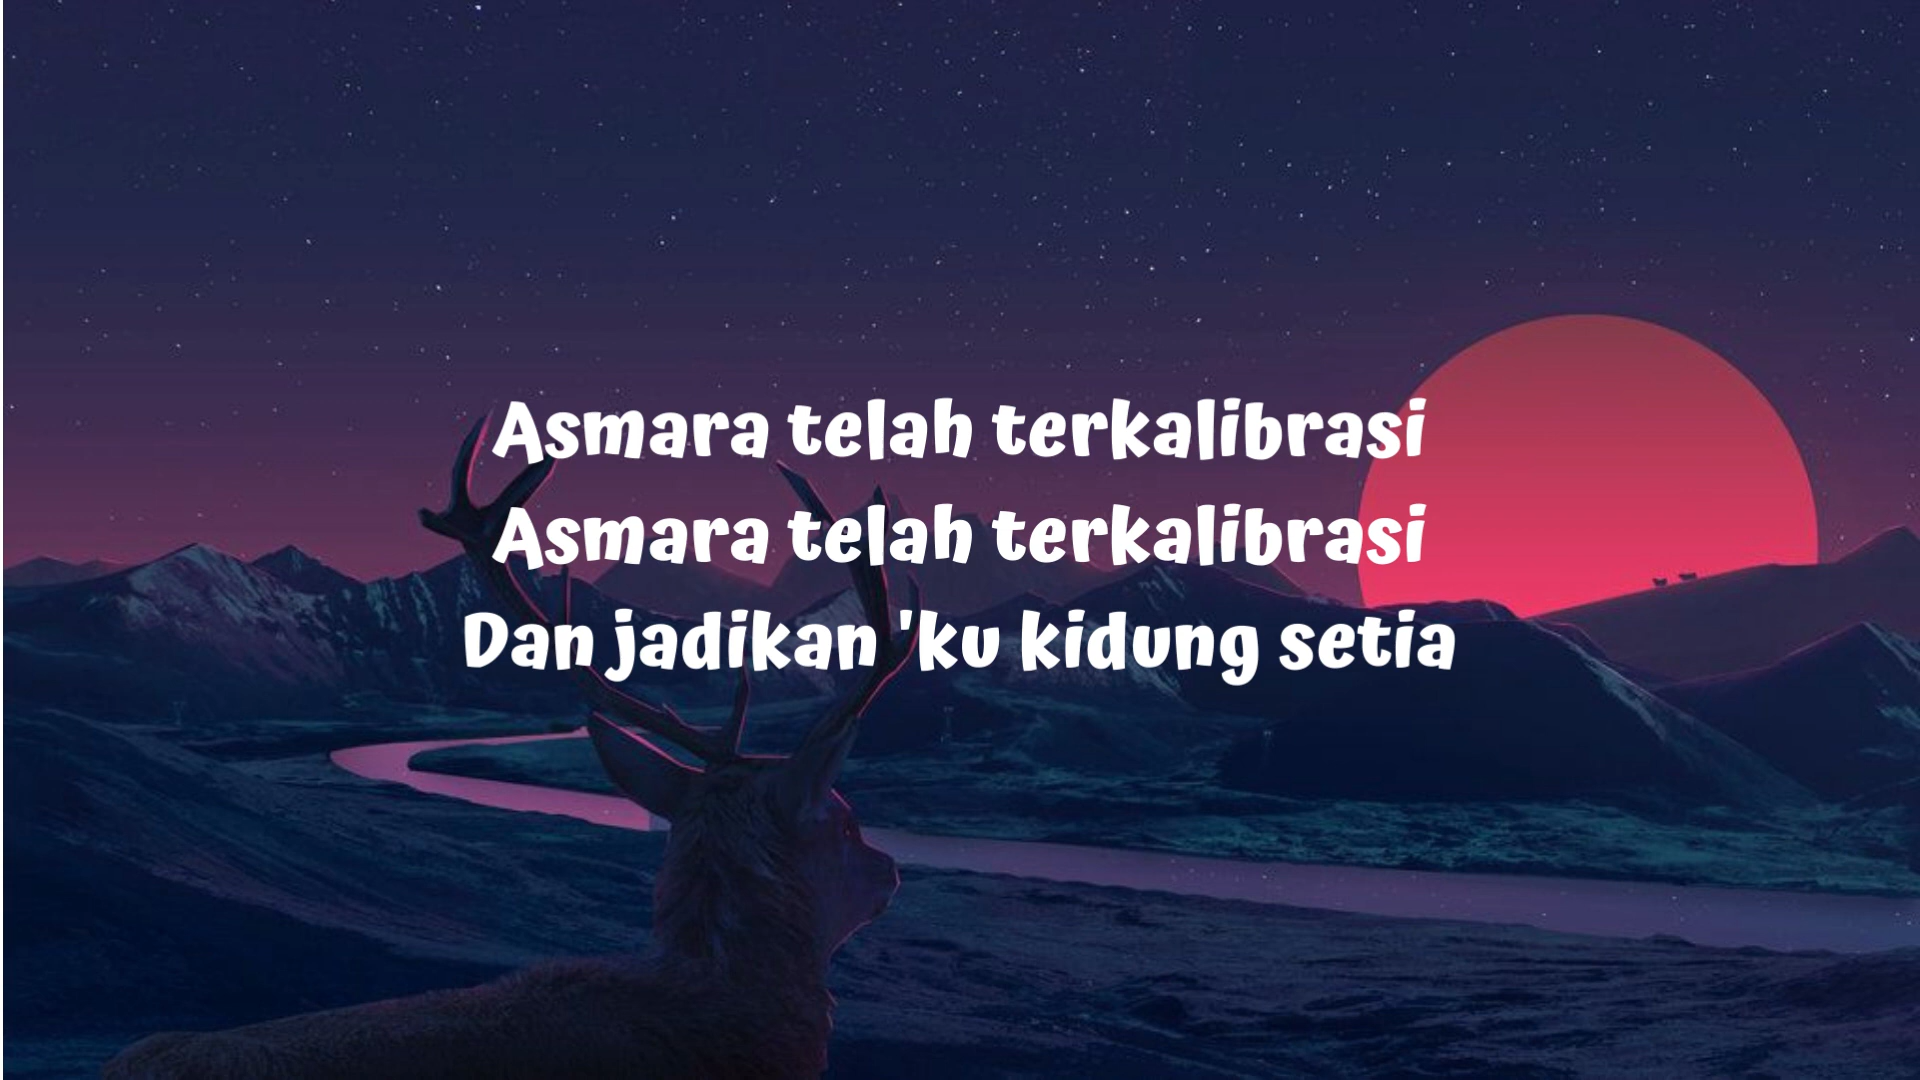 Asmara telah terkalibrasi
Asmara telah terkalibrasi
Dan jadikan 'ku kidung setia